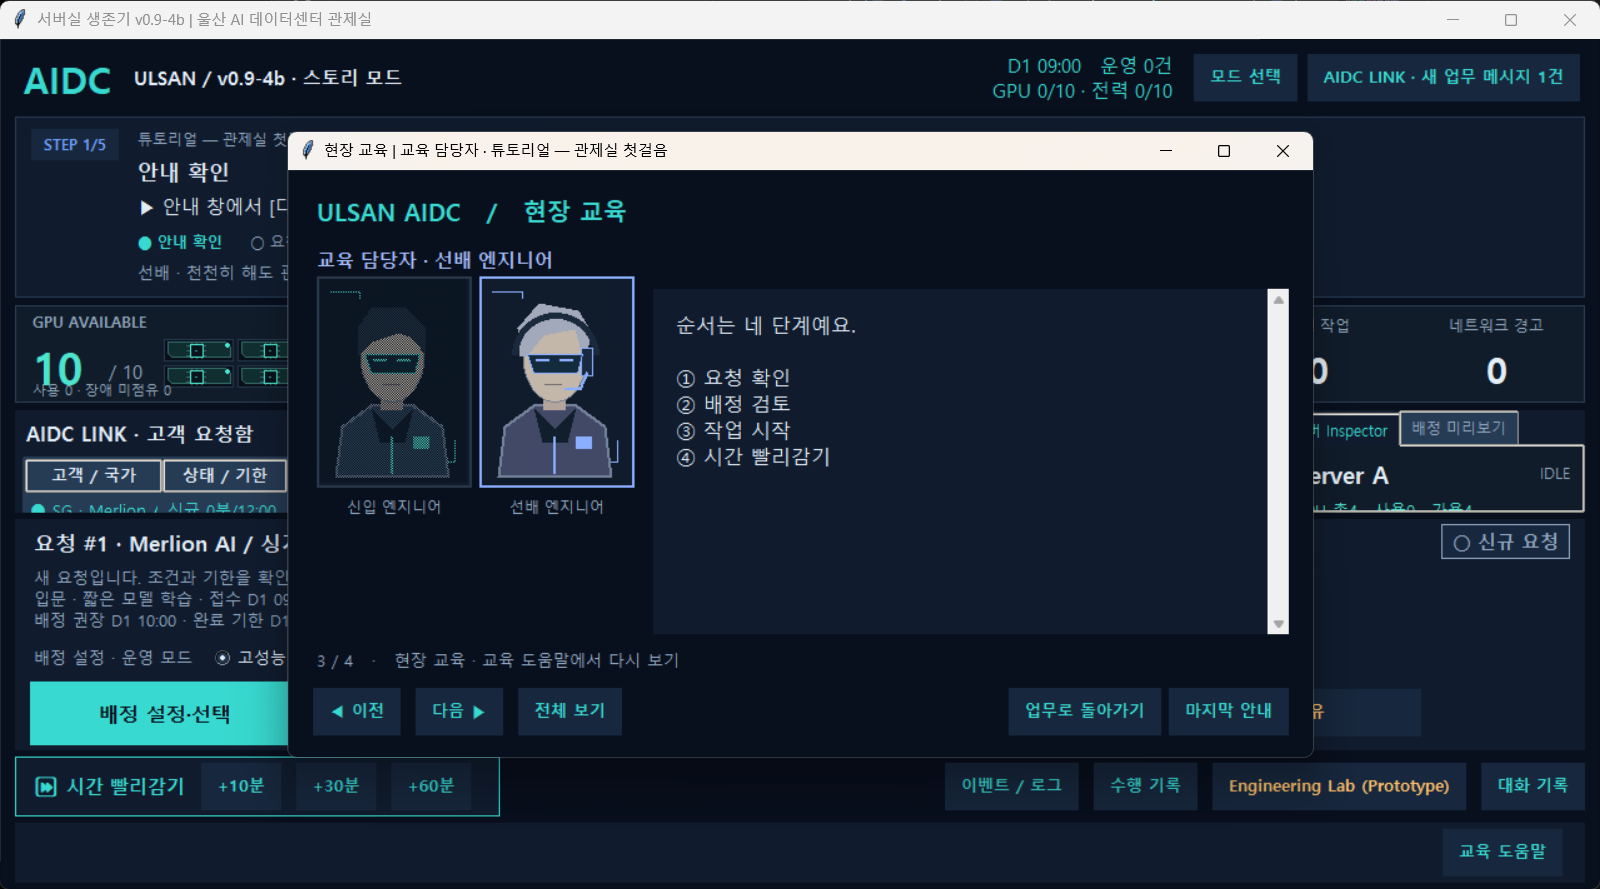 서버실 생존기 v0.9-4b | 울산 AI 데이터센터 관제실
AIDC ULSAN / v0.9-4b · 스토리 모드
D1 09:00 운영 0건
GPU 0/10 · 전력 0/10
모드 선택
AIDC LINK · 새 업무 메시지 1건
STEP 1/5
튜토리얼 — 관제실 첫
안내 확인
▶ 안내 창에서
● 안내 확인 ○
선배 · 천천히 해도
현장 교육 | 교육 담당자 · 튜토리얼 — 관제실 첫걸음
ULSAN AIDC / 현장 교육
교육 담당자 · 선배 엔지니어
신입 엔지니어
선배 엔지니어
순서는 네 단계예요.
① 요청 확인
② 배정 검토
③ 작업 시작
④ 시간 빨리감기
3 / 4 · 현장 교육 · 교육 도움말에서 다시 보기
◀ 이전
다음 ▶
전체 보기
업무로 돌아가기
마지막 안내
GPU AVAILABLE
10 / 10
사용 0 · 장애 미점유 0
작업
0
네트워크 경고
0
AIDC LINK · 고객 요청함
고객 / 국가
상태 / 기한
● SG · Merlion / 신규 0분/12:00
Inspector
배정 미리보기
erver A
IDLE
총4 사용0 가용4
요청 #1 · Merlion AI /
○ 신규 요청
새 요청입니다. 조건과 기한을 확인
입문 · 짧은 모델 학습 · 접수 D1 09
배정 권장 D1 10:00 · 완료 기한 D1
배정 설정 · 운영 모드 고성능
배정 설정·선택
유
시간 빨리감기
+10분
+30분
+60분
이벤트 / 로그
수행 기록
Engineering Lab (Prototype)
대화 기록
교육 도움말